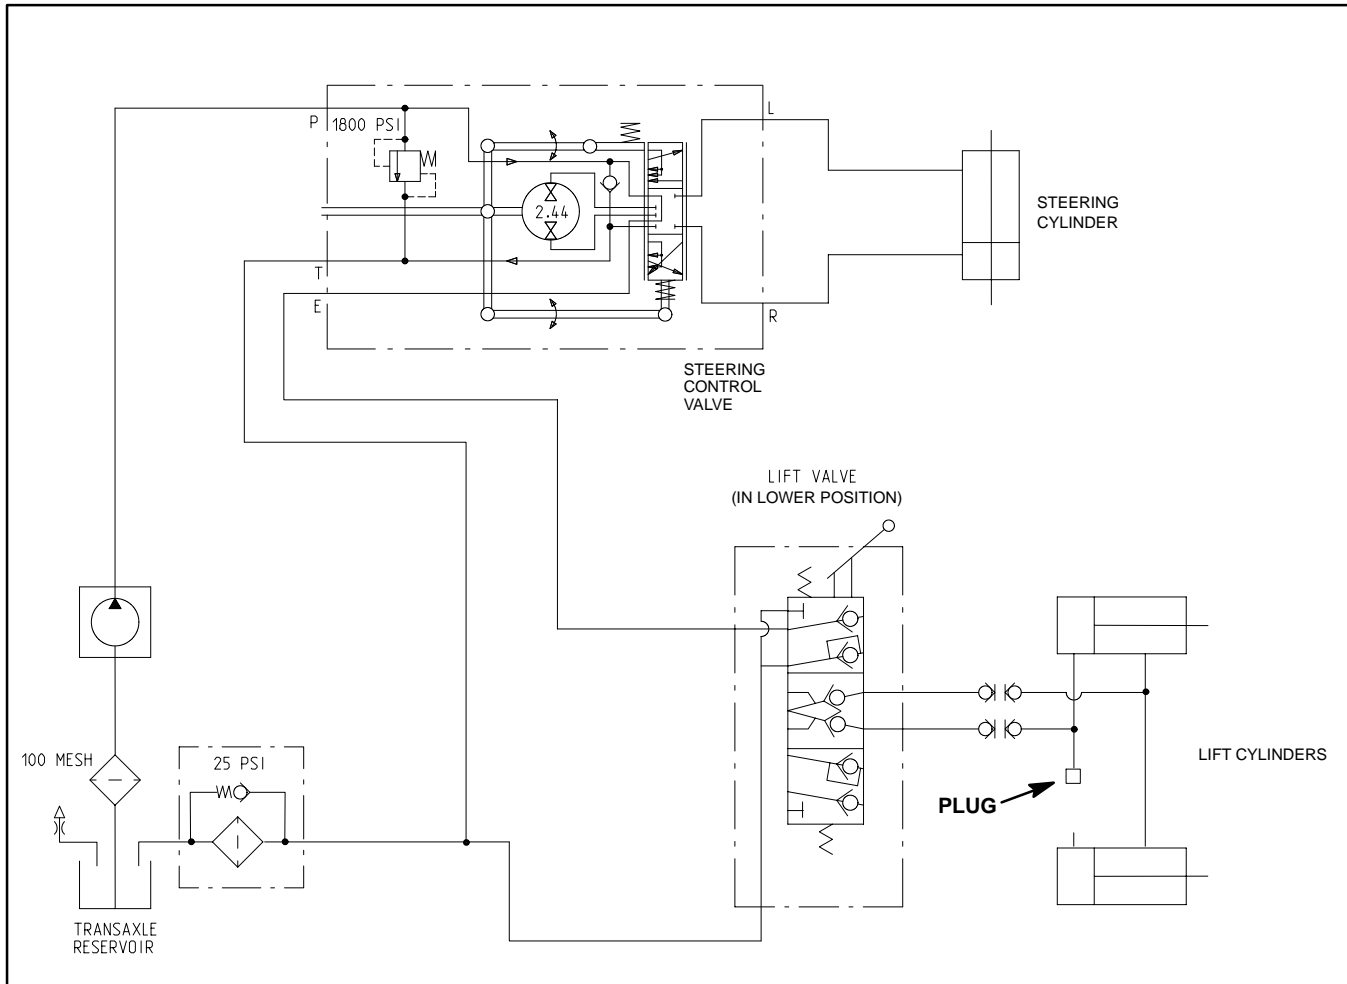 P
1800 PSI
L
2.44
STEERING
CYLINDER
T
E
R
STEERING
CONTROL
VALVE
LIFT VALVE
(IN LOWER POSITION)
100 MESH
25 PSI
LIFT CYLINDERS
PLUG
TRANSAXLE
RESERVOIR